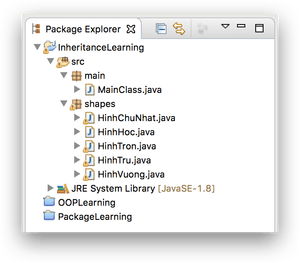 Package Explorer
InheritanceLearning
src
main
MainClass.java
shapes
HinhChuNhat.java
HinhHoc.java
HinhTron.java
HinhTru.java
HinhVuong.java
JRE System Library [JavaSE-1.8]
OOPLearning
PackageLearning